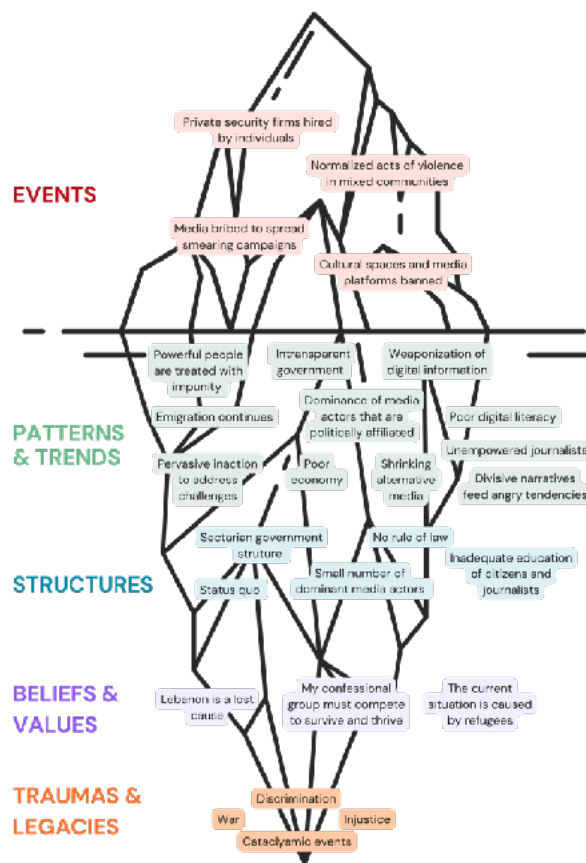 Private security firms hired
by individuals
Normalized acts of violence
in mixed communities
EVENTS
Media bribed to spread
smearing campaigns
Cultural spaces and media
platforms banned
Powerful people
are treated with
impunity
Intransparent
government
Weaponization of
digital information
Emigration continues
Dominance of media
actors that are
politically affiliated
Poor digital literacy
PATTERNS
& TRENDS
Unempowered journalists
Pervasive inaction
to address
challenges
Poor
economy
Shrinking
alternative
media
Divisive narratives
feed angry tendencies
Sectarian government
struture
No rule of law
Inadequate education
of citizens and
journalists
STRUCTURES
Status quo
Small number of
dominant media actors
BELIEFS &
VALUES
Lebanon is a lost
cause
My confessional
group must compete
to survive and thrive
The current
situation is caused
by refugees
TRAUMAS &
LEGACIES
Discrimination
War
Injustice
Cataclysmic events